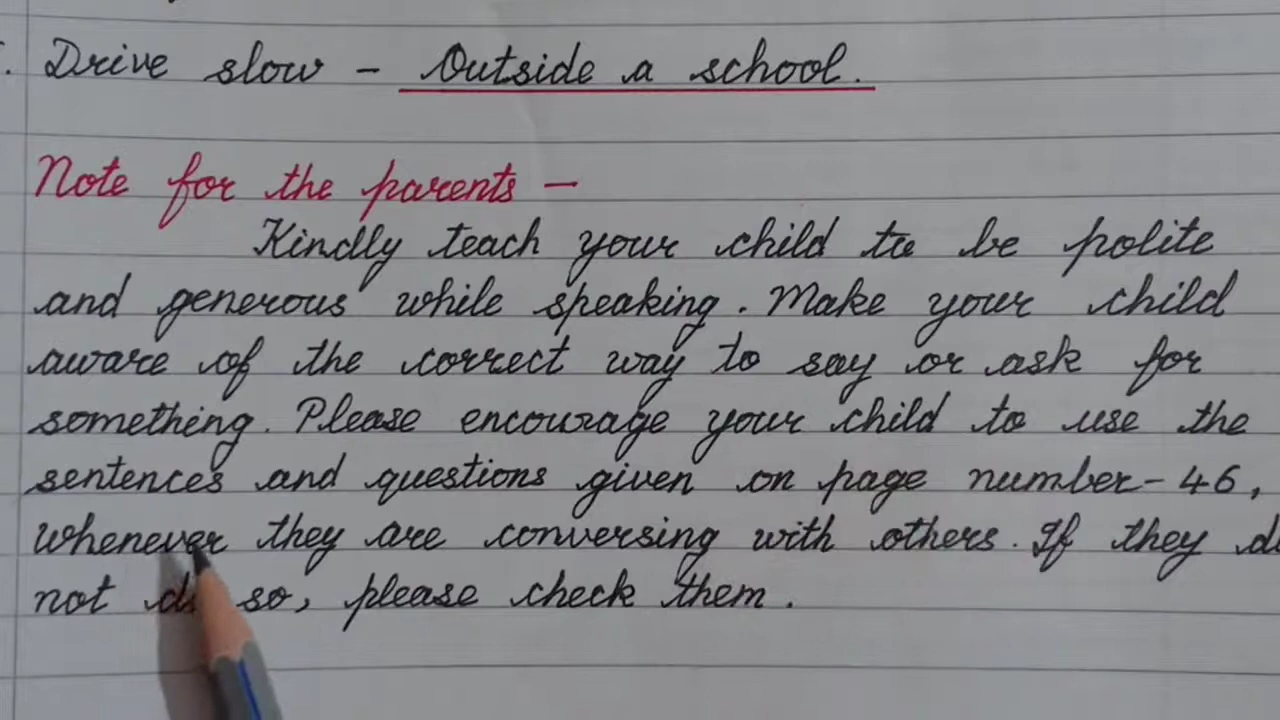 . Drive slow - Outside a school.
Note for the parents -
Kindly teach your child to be polite
and generous while speaking. Make your child
aware of the correct way to say or ask for
something. Please encourage your child to use the
sentences and questions given on page number-46,
whenever they are conversing with others. If they
not so, please check them.